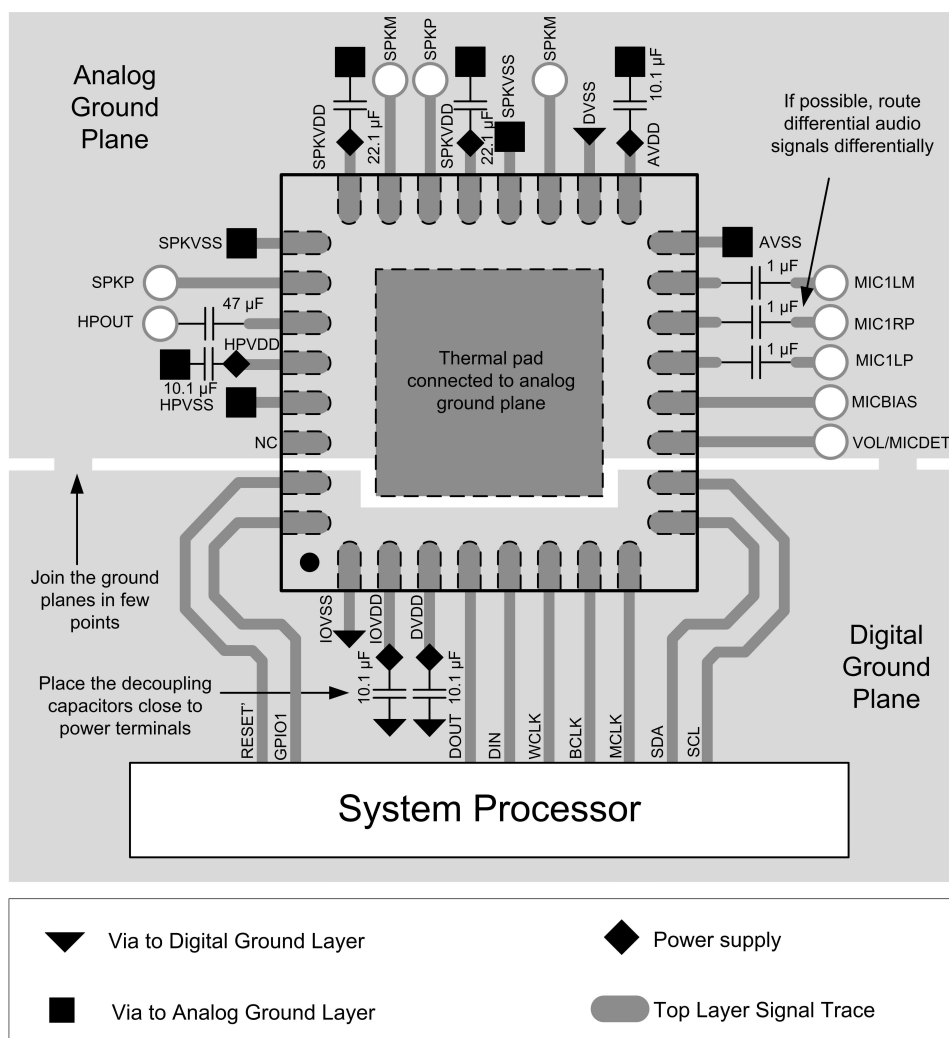 Analog
Ground
Plane
SPKVDD
22.1 µF
SPKM
SPKP
SPKVDD
22.1 µF
SPKVSS
SPKM
DVSS
10.1 µF
AVDD
If possible, route
differential audio
signals differentially
SPKVSS
SPKP
HPOUT
47 µF
HPVDD
10.1 µF
HPVSS
NC
AVSS
1 µF
MIC1LM
1 µF
MIC1RP
1 µF
MIC1LP
MICBIAS
VOL/MICDET
Thermal pad
connected to analog
ground plane
Join the ground
planes in few
points
Place the decoupling
capacitors close to
power terminals
IOVSS
IOVDD
10.1 µF
DVDD
10.1 µF
Digital
Ground
Plane
RESET'
GPIO1
DOUT
DIN
WCLK
BCLK
MCLK
SDA
SCL
System Processor
Via to Digital Ground Layer
Power supply
Via to Analog Ground Layer
Top Layer Signal Trace